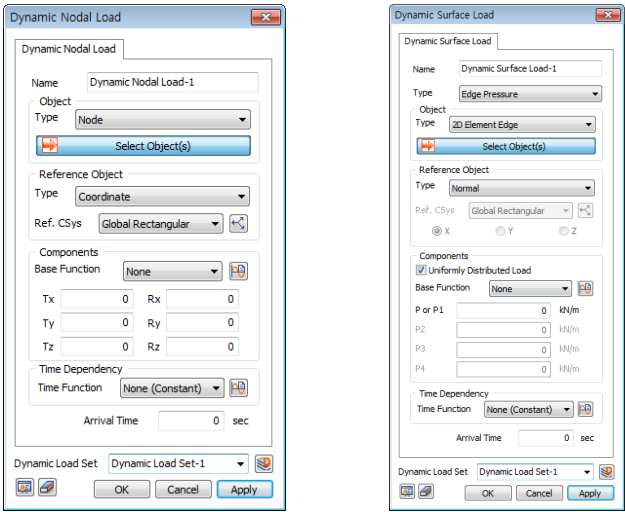 Dynamic Nodal Load
Dynamic Nodal Load
Name Dynamic Nodal Load-1
Object
Type Node
Select Object(s)
Reference Object
Type Coordinate
Ref. CSys Global Rectangular
Components
Base Function None
Tx 0 Rx 0
Ty 0 Ry 0
Tz 0 Rz 0
Time Dependency
Time Function None (Constant)
Arrival Time 0 sec
Dynamic Load Set Dynamic Load Set-1
OK Cancel Apply
Dynamic Surface Load
Dynamic Surface Load
Name Dynamic Surface Load-1
Type Edge Pressure
Object
Type 2D Element Edge
Select Object(s)
Reference Object
Type Normal
Ref. CSys Global Rectangular
X Y Z
Components
Uniformly Distributed Load
Base Function None
P or P1 0 kN/m
P2 0 kN/m
P3 0 kN/m
P4 0 kN/m
Time Dependency
Time Function None (Constant)
Arrival Time 0 sec
Dynamic Load Set Dynamic Load Set-1
OK Cancel Apply